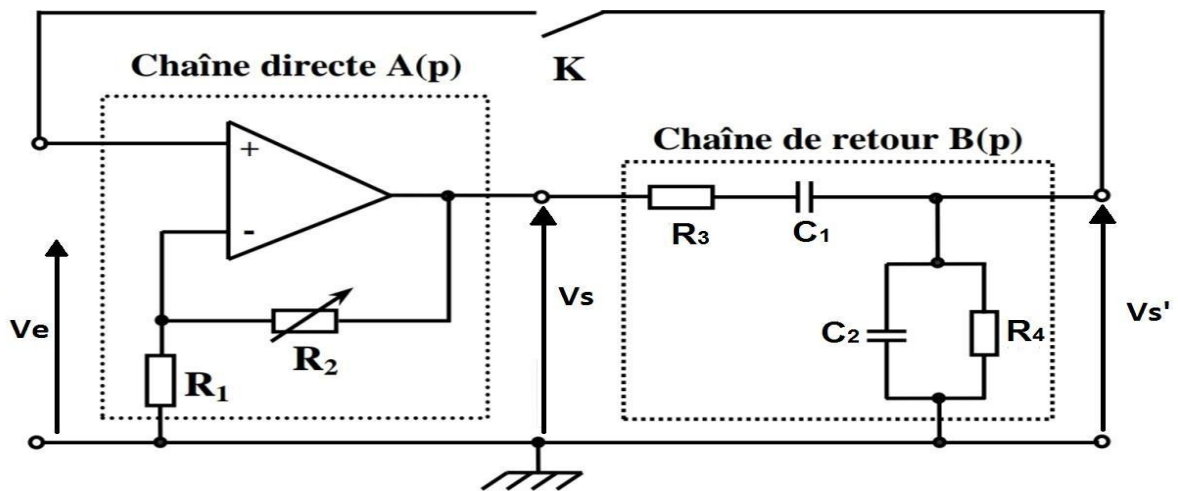 K
Chaîne directe A(p)
Chaîne de retour B(p)
+
-
R3
C1
Ve
Vs
Vs'
R2
C2
R4
R1